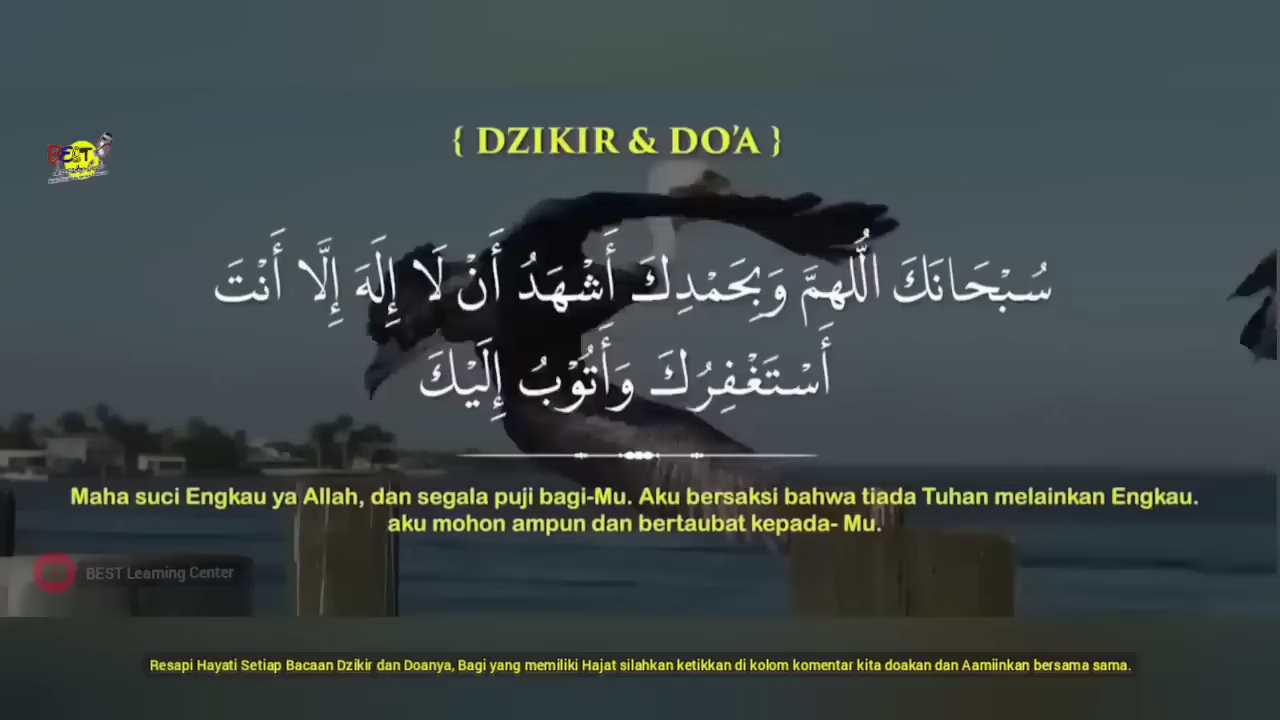 { DZIKIR & DO'A }
BEST
سُبْحَانَكَ اللَّهُمَّ وَبِحَمْدِكَ أَشْهَدُ أَنْ لَا إِلَهَ إِلَّا أَنْتَ
أَسْتَغْفِرُكَ وَأَتُوْبُ إِلَيْكَ
Maha suci Engkau ya Allah, dan segala puji bagi-Mu. Aku bersaksi bahwa tiada Tuhan melainkan Engkau.
aku mohon ampun dan bertaubat kepada- Mu.
BEST Learning Center
Resapi Hayati Setiap Bacaan Dzikir dan Doanya, Bagi yang memiliki Hajat silahkan ketikkan di kolom komentar kita doakan dan Aamiinkan bersama sama.